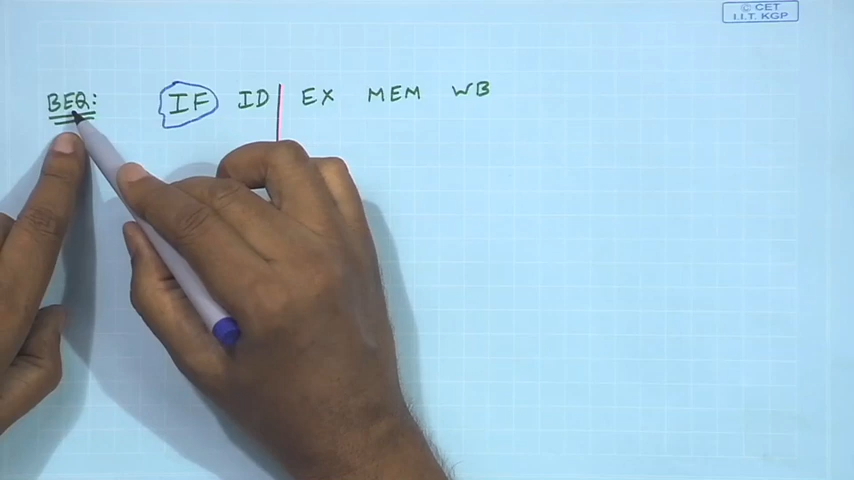 © CET
I.I.T. KGP
BEQ: IF ID EX MEM WB